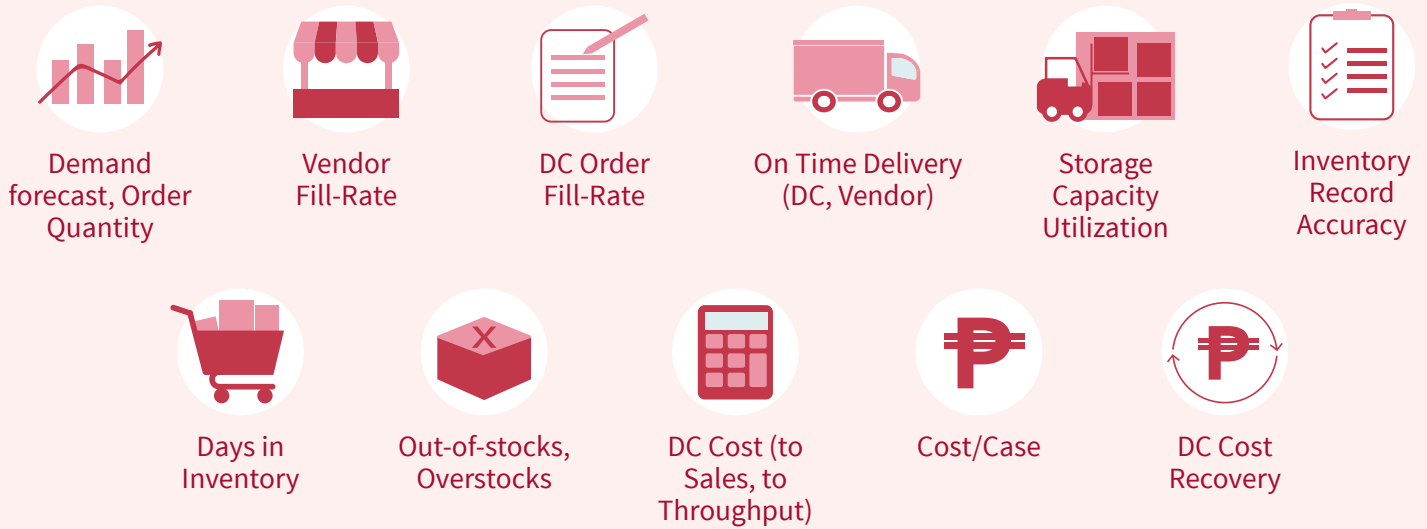 Demand
forecast, Order
Quantity
Vendor
Fill-Rate
DC Order
Fill-Rate
On Time Delivery
(DC, Vendor)
Storage
Capacity
Utilization
Inventory
Record
Accuracy
X
Days in
Inventory
Out-of-stocks,
Overstocks
DC Cost (to
Sales, to
Throughput)
₱
Cost/Case
₱
DC Cost
Recovery